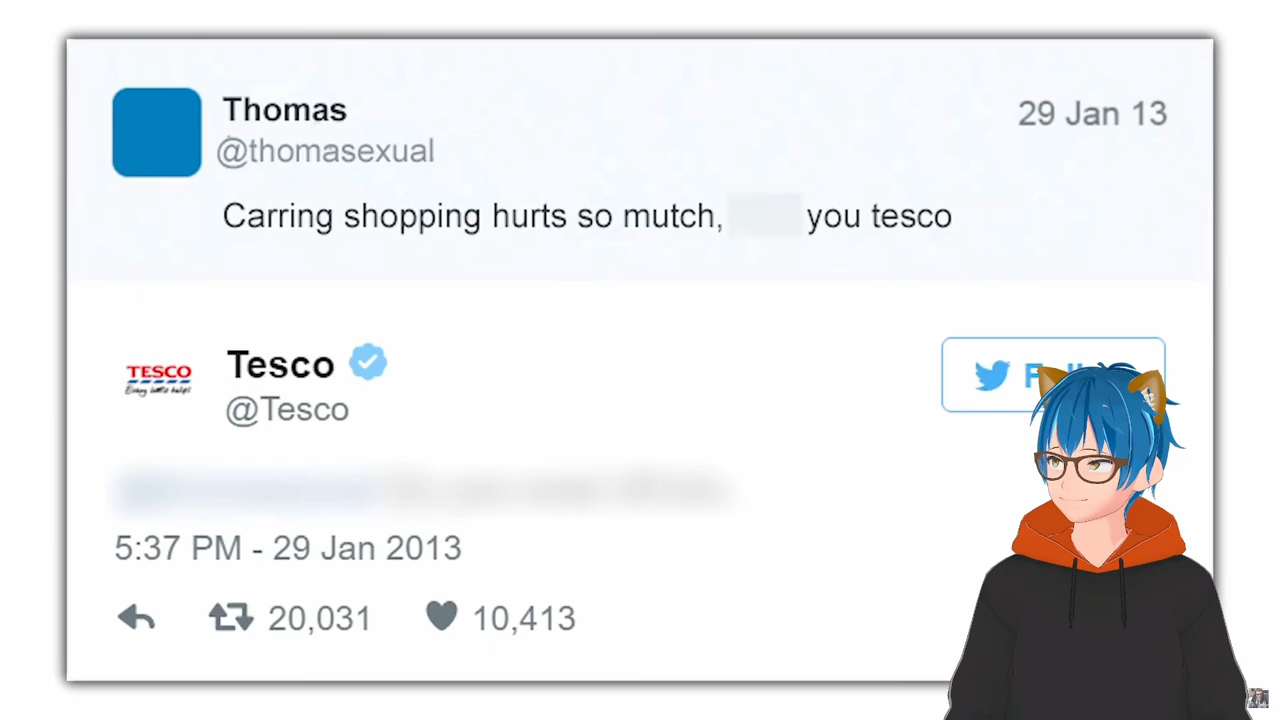 Thomas
29 Jan 13
@thomasexual
Carring shopping hurts so mutch, you tesco
TESCO
Every little helps
Tesco
@Tesco
5:37 PM - 29 Jan 2013
20,031 10,413